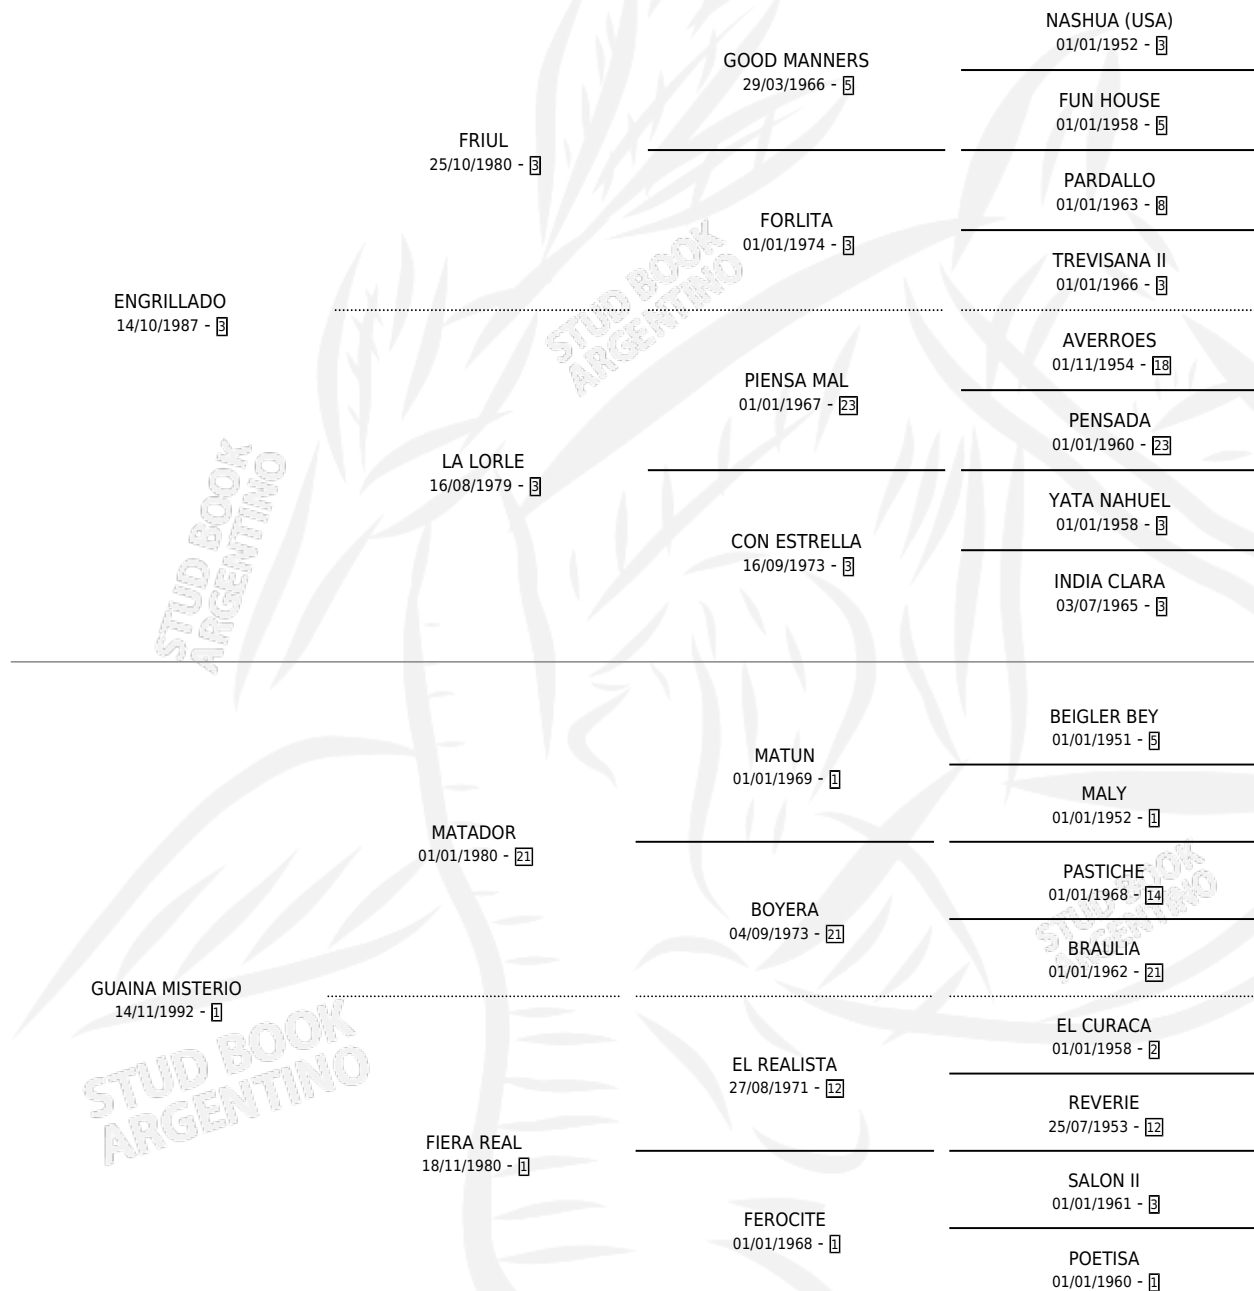 ENGRILLADO
14/10/1987 - 3
FRIUL
25/10/1980 - 3
LA LORLE
16/08/1979 - 3
GOOD MANNERS
29/03/1966 - 5
FORLITA
01/01/1974 - 3
PIENSA MAL
01/01/1967 - 23
CON ESTRELLA
16/09/1973 - 3
NASHUA (USA)
01/01/1952 - 3
FUN HOUSE
01/01/1958 - 5
PARDALLO
01/01/1963 - 8
TREVISANA II
01/01/1966 - 3
AVERROES
01/11/1954 - 18
PENSADA
01/01/1960 - 23
YATA NAHUEL
01/01/1958 - 3
INDIA CLARA
03/07/1965 - 3
GUAINA MISTERIO
14/11/1992 - 1
MATADOR
01/01/1980 - 21
FIERA REAL
18/11/1980 - 1
MATUN
01/01/1969 - 1
BOYERA
04/09/1973 - 21
EL REALISTA
27/08/1971 - 12
FEROCITE
01/01/1968 - 1
BEIGLER BEY
01/01/1951 - 5
MALY
01/01/1952 - 1
PASTICHE
01/01/1968 - 14
BRAULIA
01/01/1962 - 21
EL CURACA
01/01/1958 - 2
REVERIE
25/07/1953 - 12
SALON II
01/01/1961 - 3
POETISA
01/01/1960 - 1
STUD BOOK
ARGENTINO
STUD BOOK
ARGENTINO
STUD BOOK
ARGENTINO
STUD BOOK
ARGENTINO